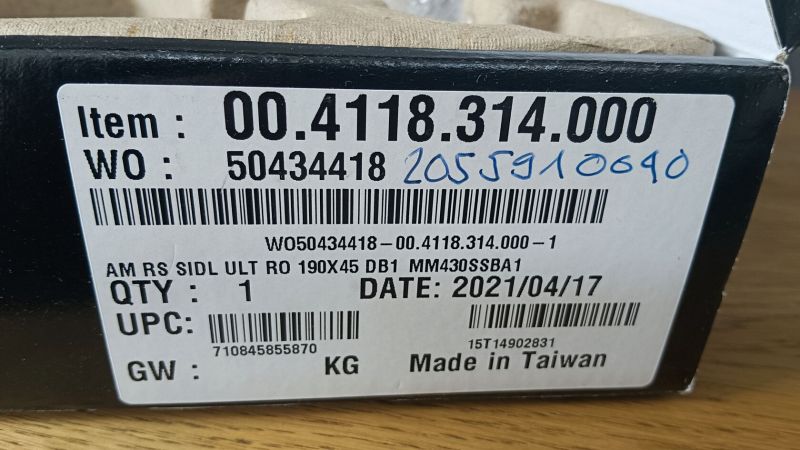 Item : 00.4118.314.000
WO : 50434418 2055910090
WO50434418-00.4118.314.000-1
AM RS SIDL ULT RO 190X45 DB1 MM430SSBA1
QTY : 1 DATE: 2021/04/17
UPC:
710845855870 15T14902831
GW : KG Made in Taiwan